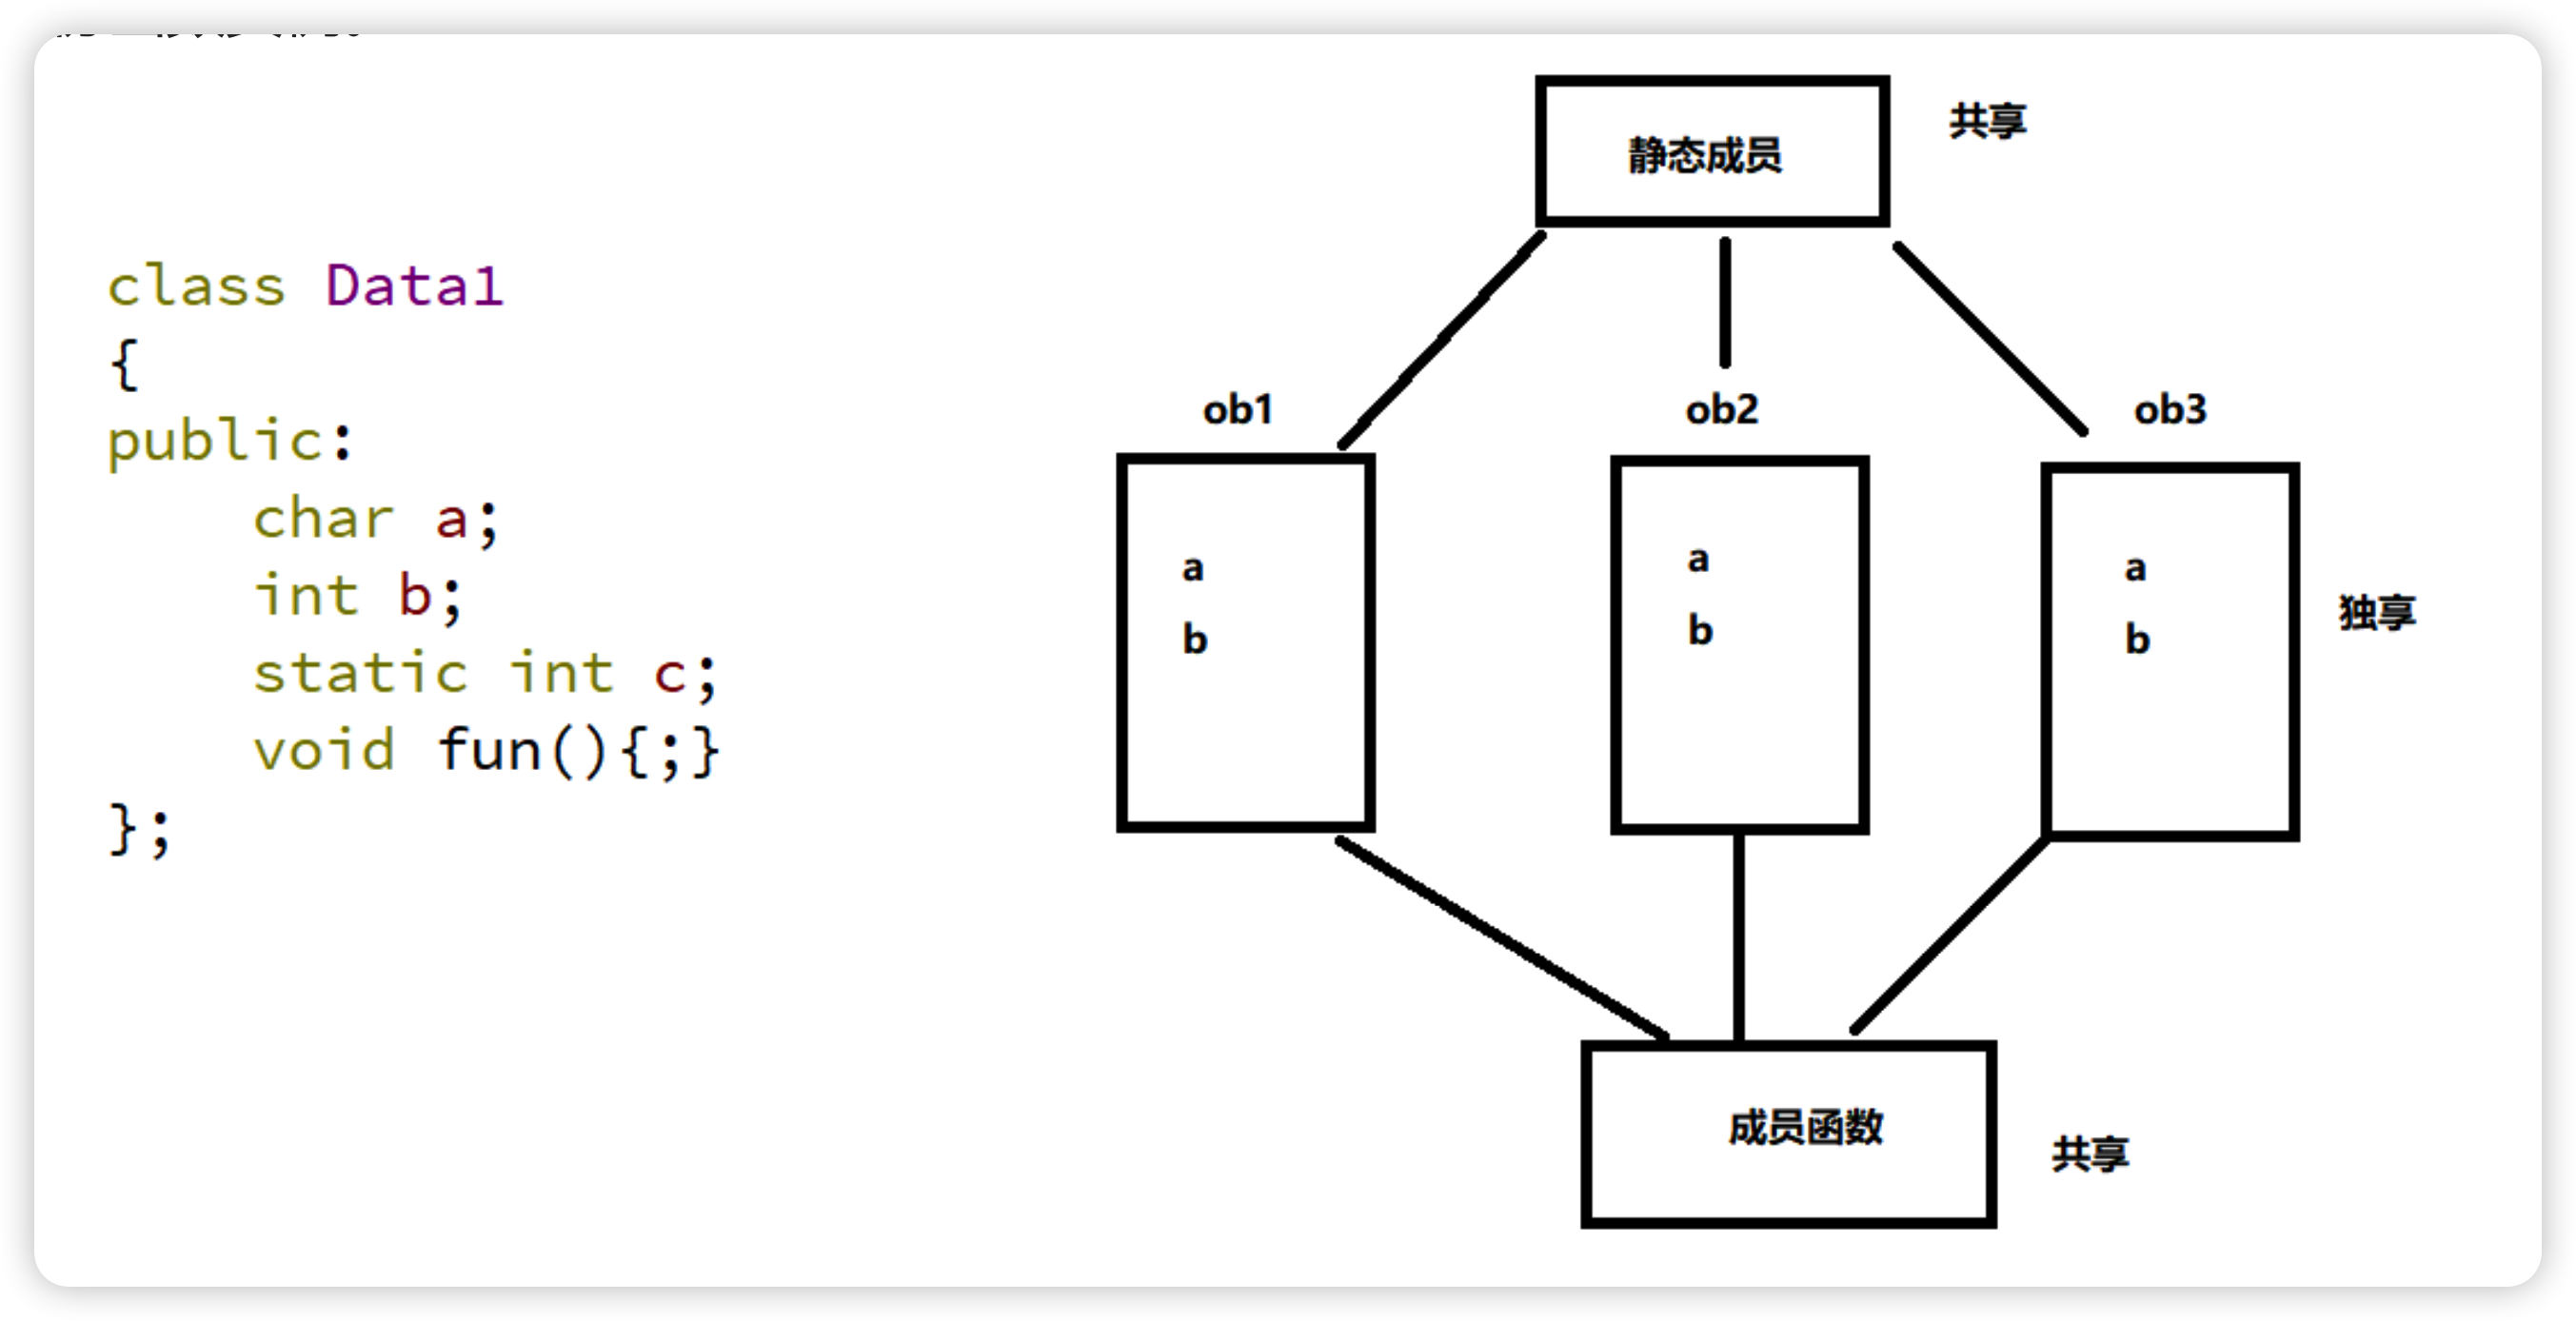 class Data1
{
public:
    char a;
    int b;
    static int c;
    void fun(){;}
};
静态成员
共享
ob1
ob2
ob3
a
b
a
b
a
b
独享
成员函数
共享